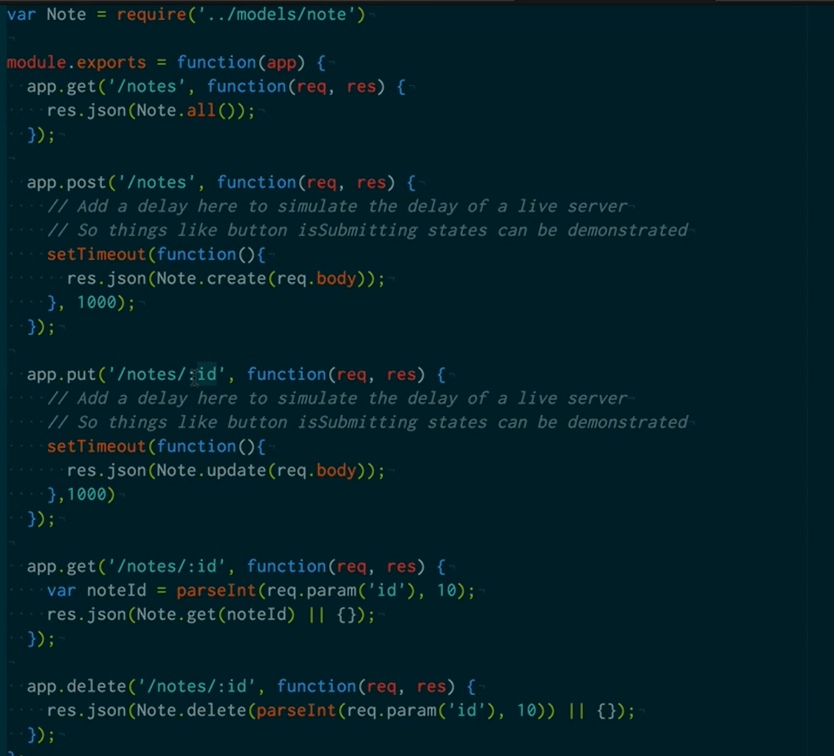 var Note = require('../models/note')
module.exports = function(app) {
  app.get('/notes', function(req, res) {
    res.json(Note.all());
  });
  app.post('/notes', function(req, res) {
    // Add a delay here to simulate the delay of a live server
    // So things like button isSubmitting states can be demonstrated
    setTimeout(function(){
      res.json(Note.create(req.body));
    }, 1000);
  });
  app.put('/notes/:id', function(req, res) {
    // Add a delay here to simulate the delay of a live server
    // So things like button isSubmitting states can be demonstrated
    setTimeout(function(){
      res.json(Note.update(req.body));
    },1000)
  });
  app.get('/notes/:id', function(req, res) {
    var noteId = parseInt(req.param('id'), 10);
    res.json(Note.get(noteId) || {});
  });
  app.delete('/notes/:id', function(req, res) {
    res.json(Note.delete(parseInt(req.param('id'), 10)) || {});
  });